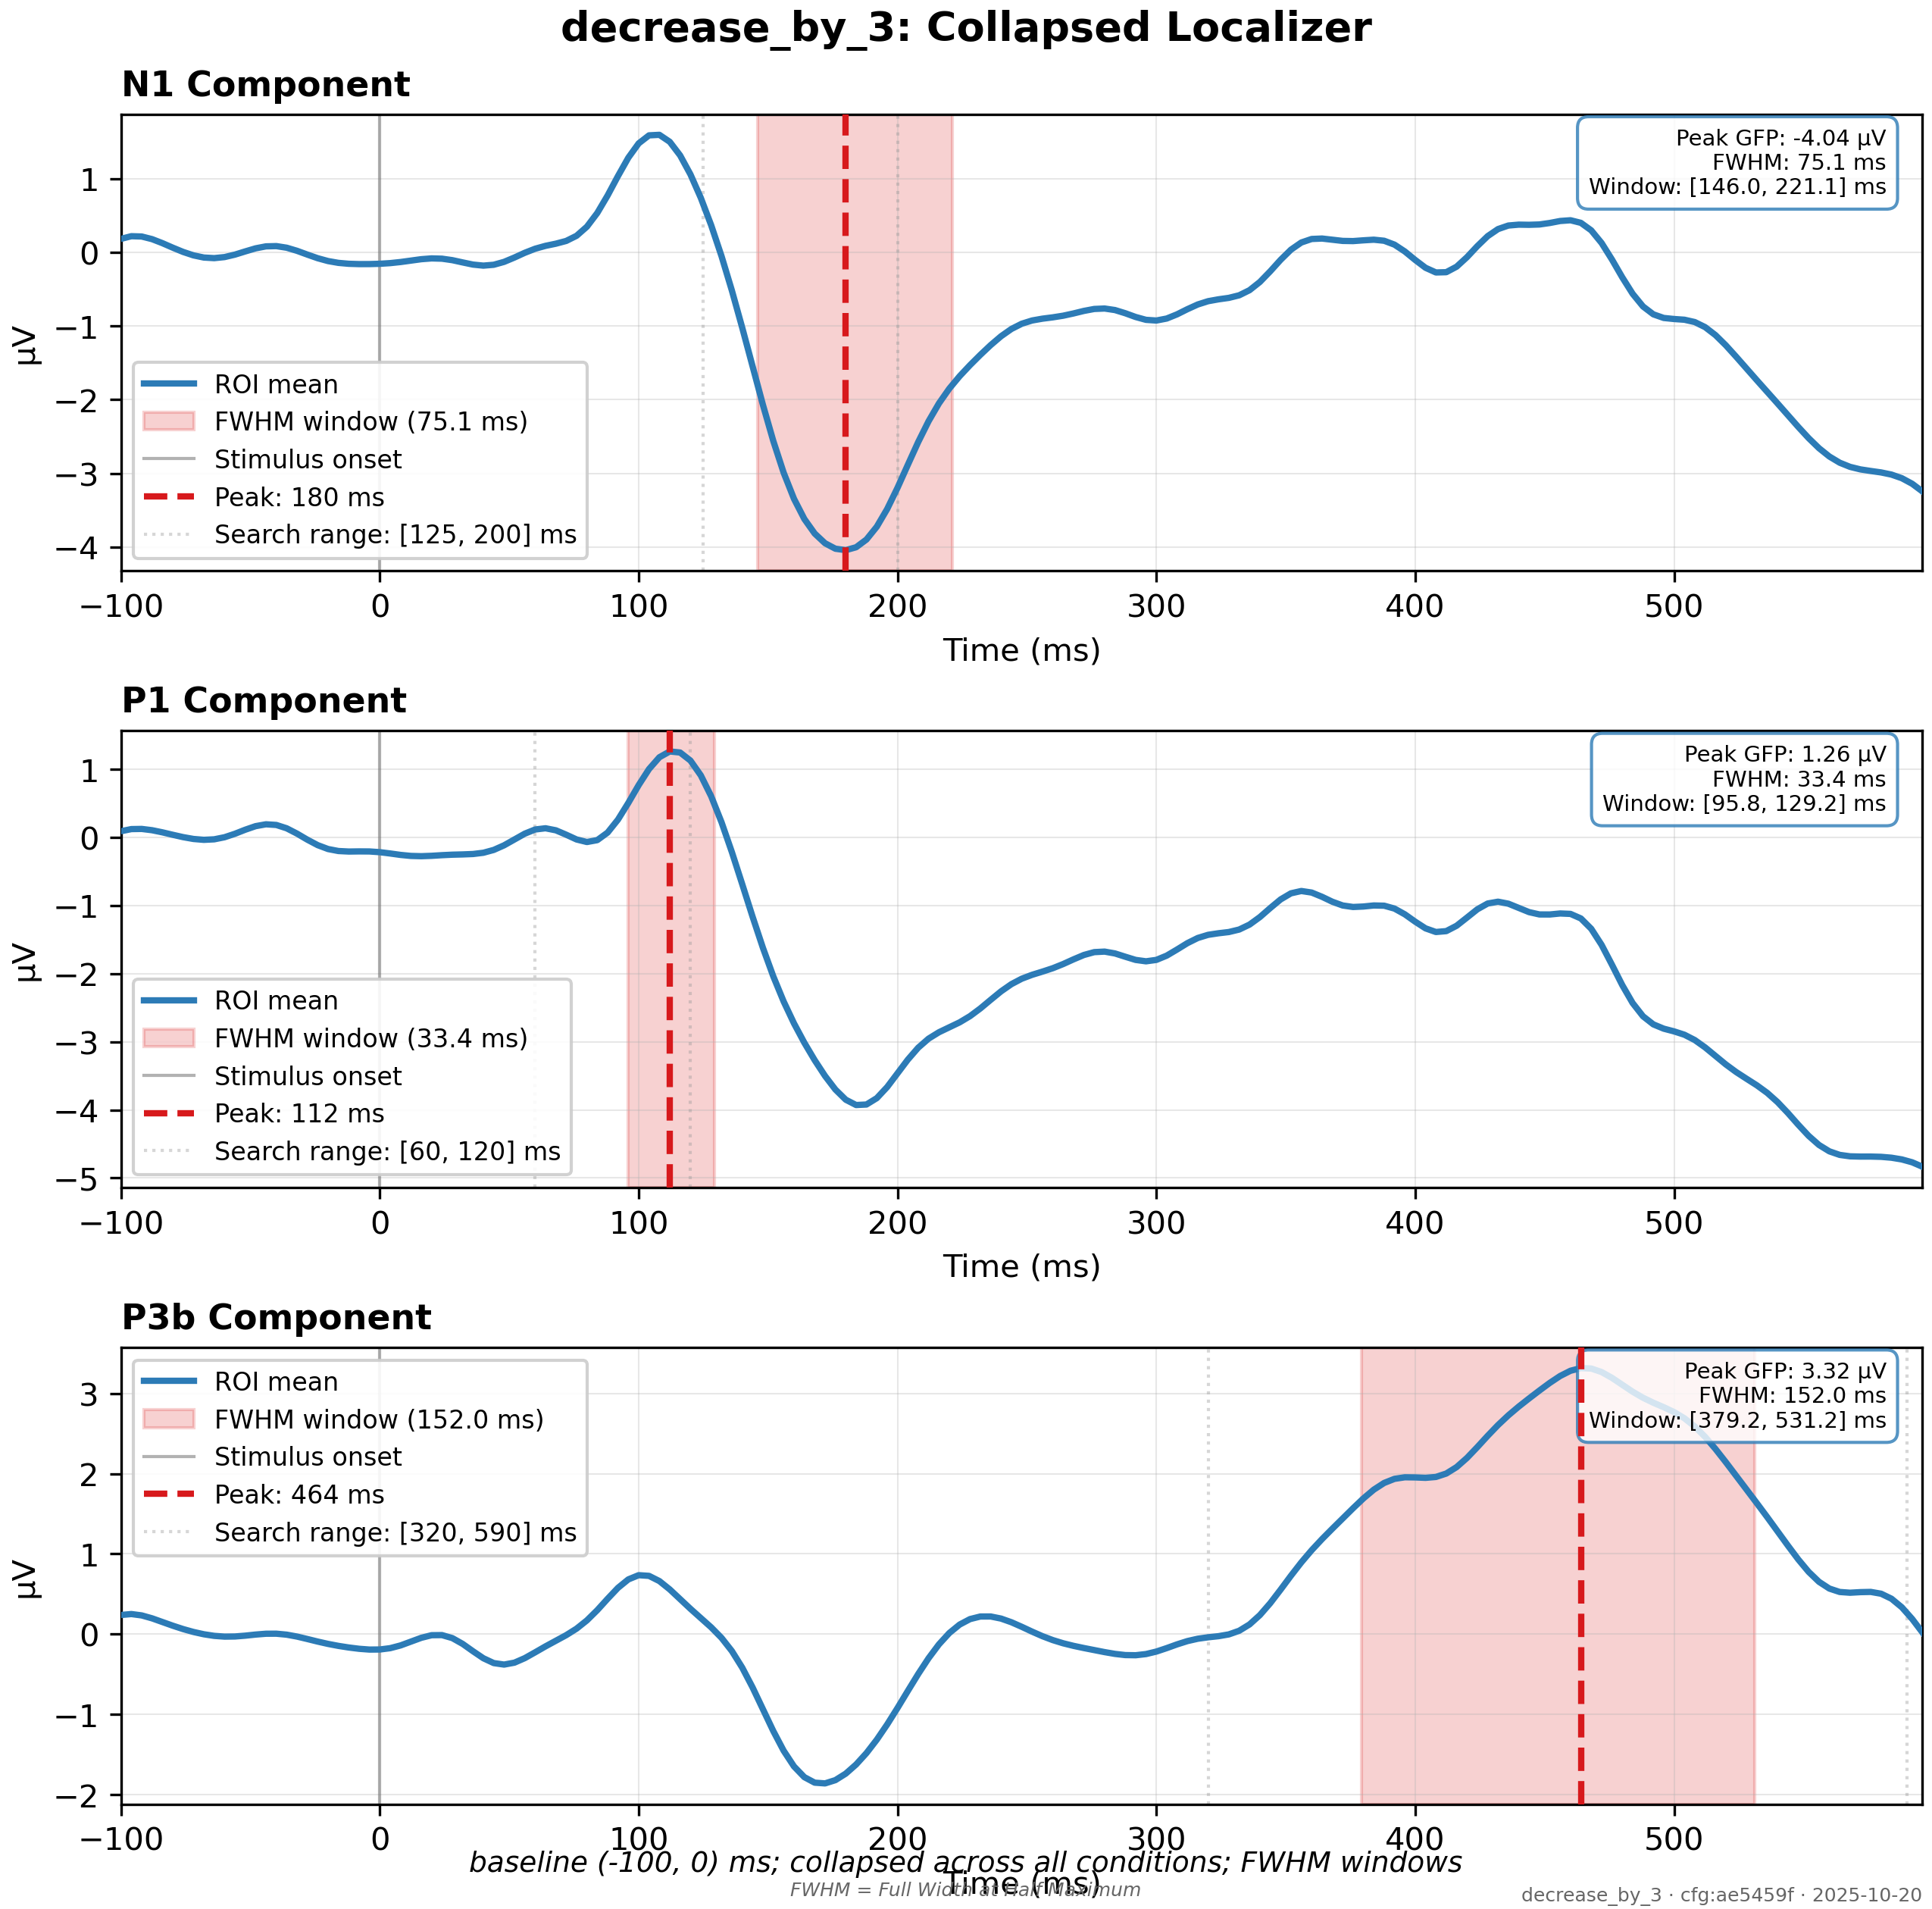 decrease_by_3: Collapsed Localizer
N1 Component
Peak GFP: -4.04 µV
FWHM: 75.1 ms
Window: [146.0, 221.1] ms
1
0
−1
−2
−3
−4
µV
ROI mean
FWHM window (75.1 ms)
Stimulus onset
Peak: 180 ms
Search range: [125, 200] ms
−100 0 100 200 300 400 500
Time (ms)
P1 Component
Peak GFP: 1.26 µV
FWHM: 33.4 ms
Window: [95.8, 129.2] ms
1
0
−1
−2
−3
−4
−5
µV
ROI mean
FWHM window (33.4 ms)
Stimulus onset
Peak: 112 ms
Search range: [60, 120] ms
−100 0 100 200 300 400 500
Time (ms)
P3b Component
ROI mean
FWHM window (152.0 ms)
Stimulus onset
Peak: 464 ms
Search range: [320, 590] ms
Peak GFP: 3.32 µV
FWHM: 152.0 ms
Window: [379.2, 531.2] ms
3
2
1
0
−1
−2
µV
−100 0 100 200 300 400 500
baseline (-100, 0) ms; collapsed across all conditions; FWHM windows
Time (ms)
FWHM = Full Width at Half Maximum
decrease_by_3 · cfg:ae5459f · 2025-10-20